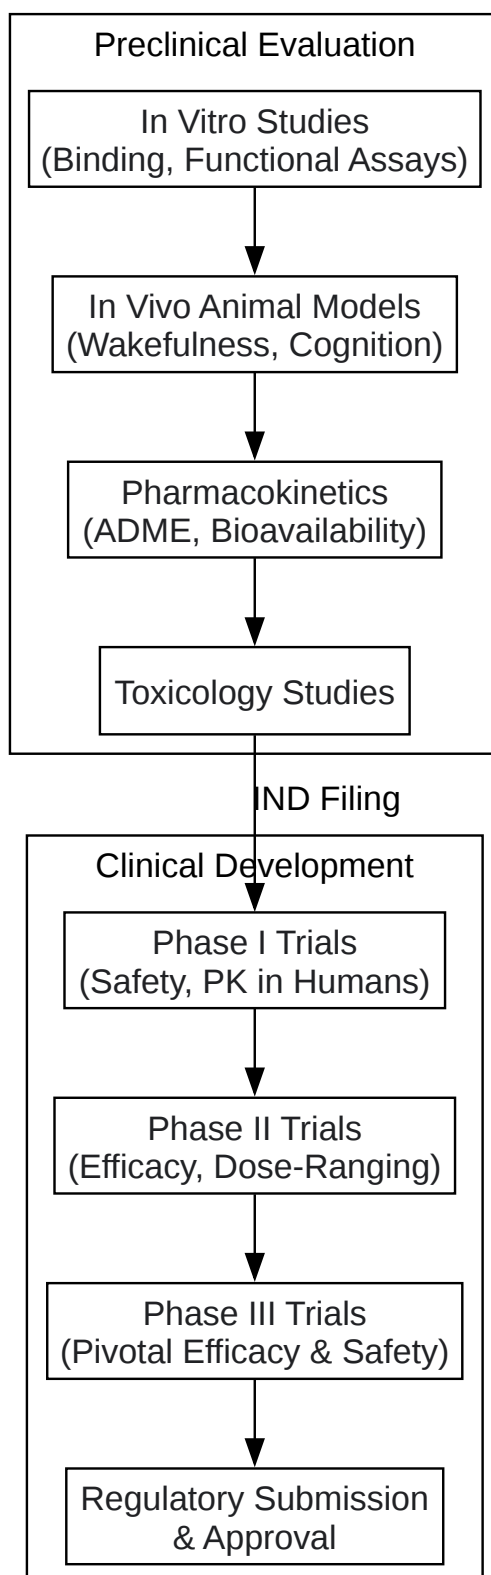 Preclinical Evaluation
In Vitro Studies
(Binding, Functional Assays)
In Vivo Animal Models
(Wakefulness, Cognition)
Pharmacokinetics
(ADME, Bioavailability)
Toxicology Studies
IND Filing
Clinical Development
Phase I Trials
(Safety, PK in Humans)
Phase II Trials
(Efficacy, Dose-Ranging)
Phase III Trials
(Pivotal Efficacy & Safety)
Regulatory Submission
& Approval